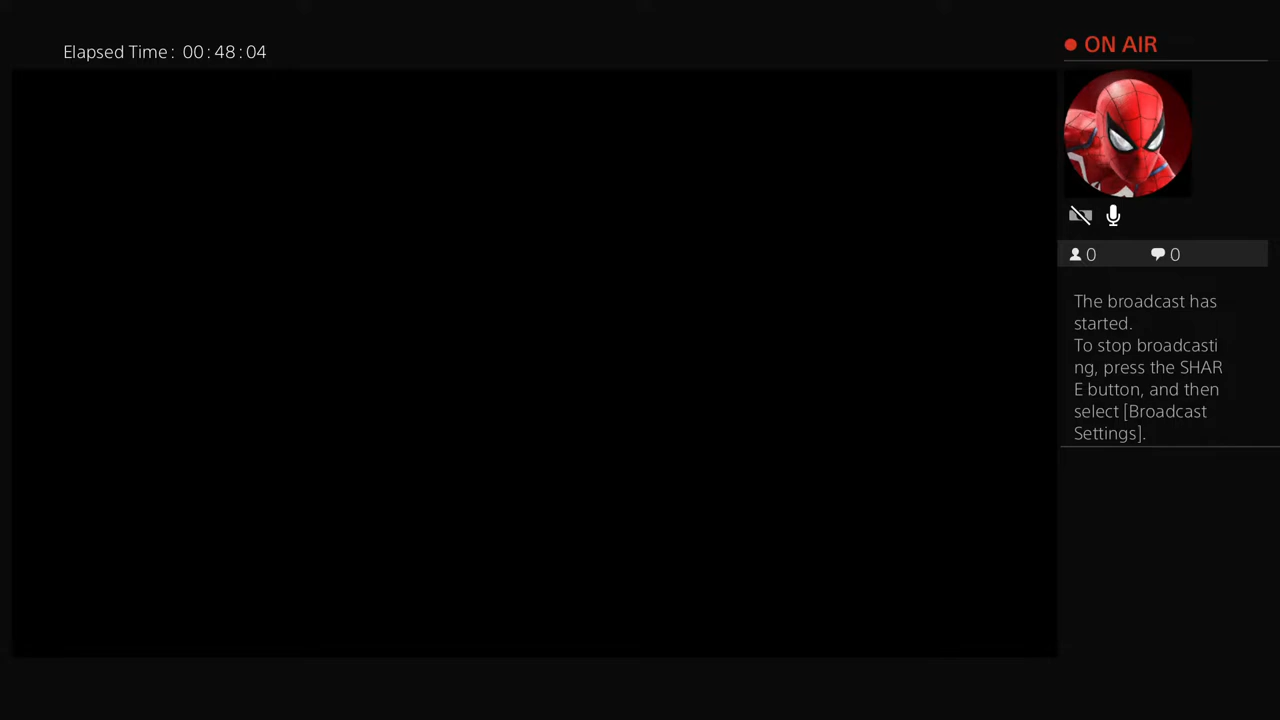 Elapsed Time: 00:48:04
ON AIR
0 0
The broadcast has
started.
To stop broadcasti
ng, press the SHAR
E button, and then
select [Broadcast
Settings].